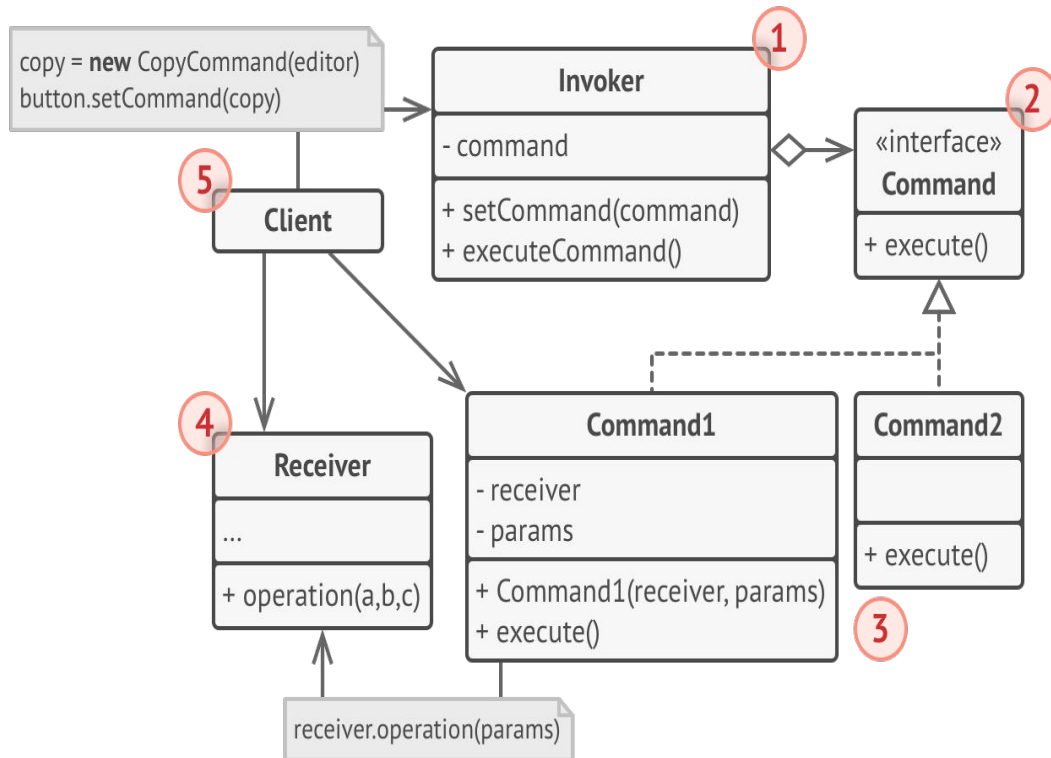 copy = new CopyCommand(editor)
button.setCommand(copy)
1
Invoker
- command
+ setCommand(command)
+ executeCommand()
2
«interface»
Command
+ execute()
5
Client
4
Receiver
...
+ operation(a,b,c)
Command1
- receiver
- params
+ Command1(receiver, params)
+ execute()
Command2
+ execute()
3
receiver.operation(params)